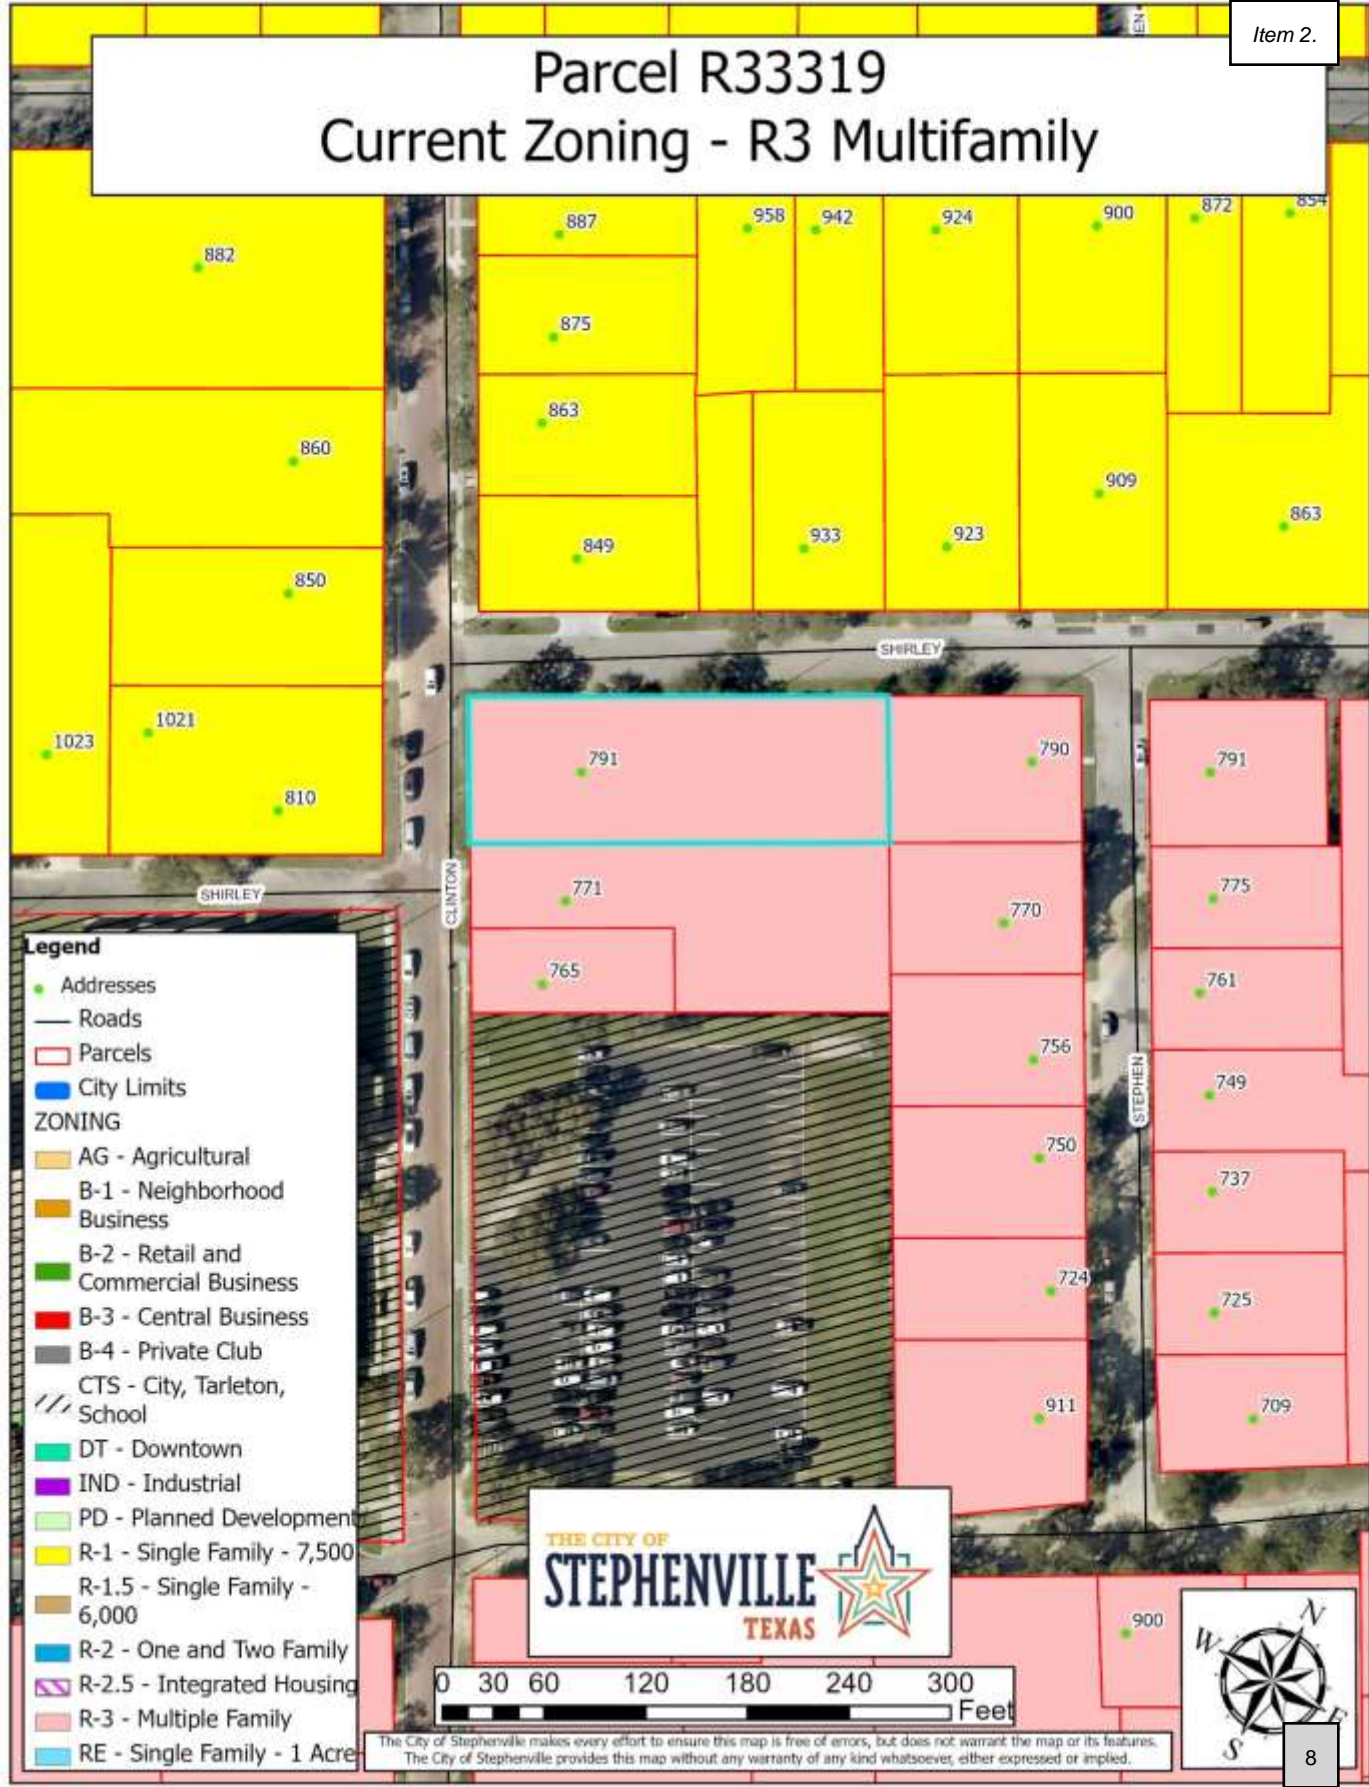 Item 2.
EN
Parcel R33319
Current Zoning - R3 Multifamily
887
958
942
924
900
872
854
882
875
863
860
909
863
849
933
923
850
SHIRLEY
1021
1023
810
791
790
791
SHIRLEY
CLINTON
771
770
775
765
761
756
749
STEPHEN
750
737
724
725
911
709
900
Legend
Addresses
Roads
Parcels
City Limits
ZONING
AG - Agricultural
B-1 - Neighborhood
Business
B-2 - Retail and
Commercial Business
B-3 - Central Business
B-4 - Private Club
CTS - City, Tarleton,
School
DT - Downtown
IND - Industrial
PD - Planned Development
R-1 - Single Family - 7,500
R-1.5 - Single Family -
6,000
R-2 - One and Two Family
R-2.5 - Integrated Housing
R-3 - Multiple Family
RE - Single Family - 1 Acre
THE CITY OF
STEPHENVILLE
TEXAS
0 30 60 120 180 240 300
Feet
The City of Stephenville makes every effort to ensure this map is free of errors, but does not warrant the map or its features.
The City of Stephenville provides this map without any warranty of any kind whatsoever, either expressed or implied.
N
W
E
S
8